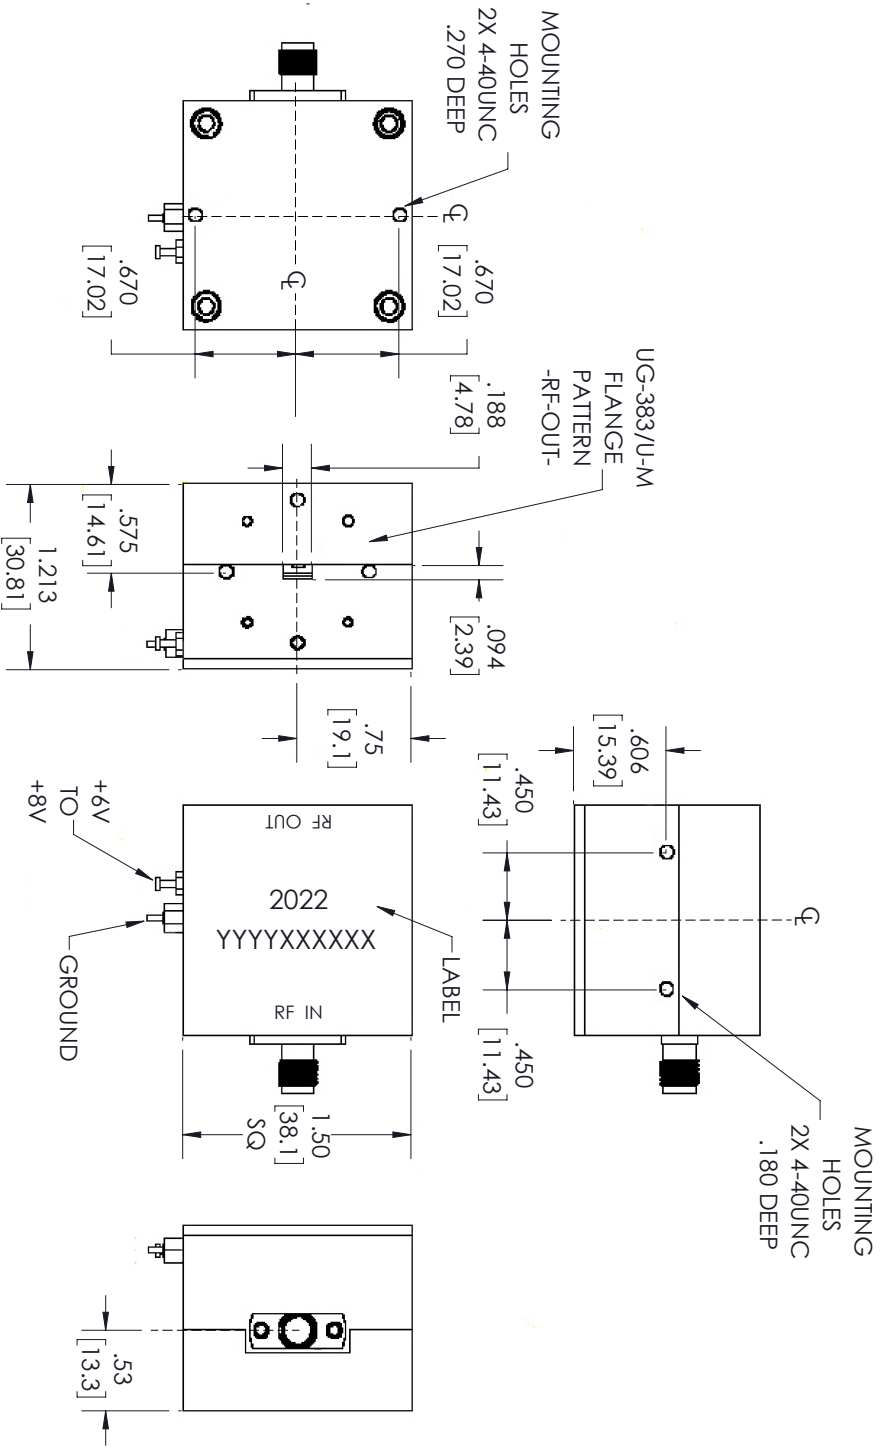 MOUNTING
HOLES
2X 4-40UNC
.270 DEEP
℄
℄
.670
[17.02]
.670
[17.02]
UG-383/U-M
FLANGE
PATTERN
-RF-OUT-
.188
[4.78]
.094
[2.39]
.575
[14.61]
1.213
[30.81]
.75
[19.1]
.606
[15.39]
.450
[11.43]
.450
[11.43]
℄
MOUNTING
HOLES
2X 4-40UNC
.180 DEEP
RF OUT
2022
YYYYXXXXXX
RF IN
LABEL
+6V
TO
+8V
GROUND
1.50
[38.1]
SQ
.53
[13.3]